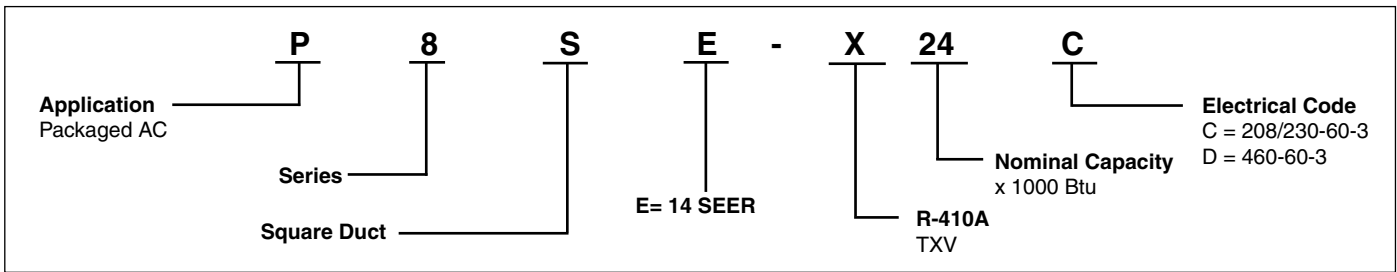 P 8 S E - X 24 C
Application
Packaged AC
Series
Square Duct
E= 14 SEER
R-410A
TXV
Nominal Capacity
x 1000 Btu
Electrical Code
C = 208/230-60-3
D = 460-60-3